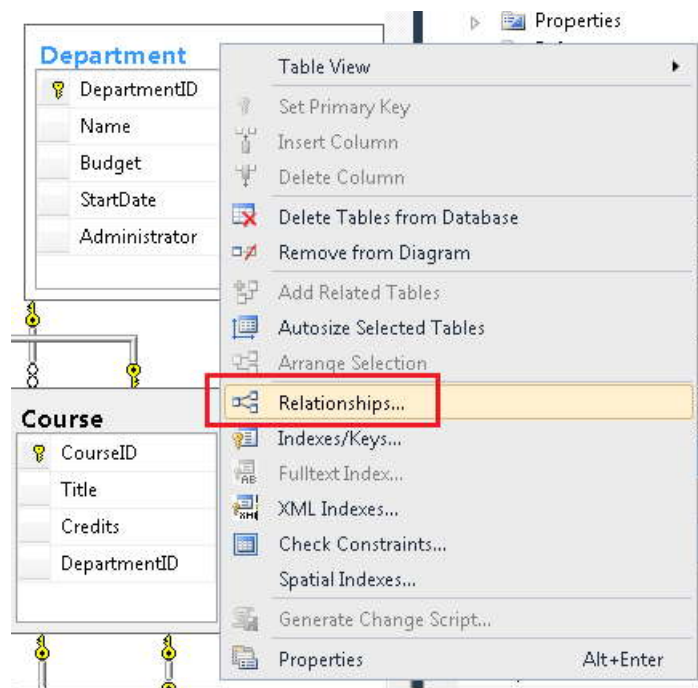 Properties
Department
DepartmentID
Name
Budget
StartDate
Administrator
Table View
Set Primary Key
Insert Column
Delete Column
Delete Tables from Database
Remove from Diagram
Add Related Tables
Autosize Selected Tables
Arrange Selection
Relationships...
Indexes/Keys...
Fulltext Index...
XML Indexes...
Check Constraints...
Spatial Indexes...
Generate Change Script...
Properties Alt+Enter
Course
CourseID
Title
Credits
DepartmentID